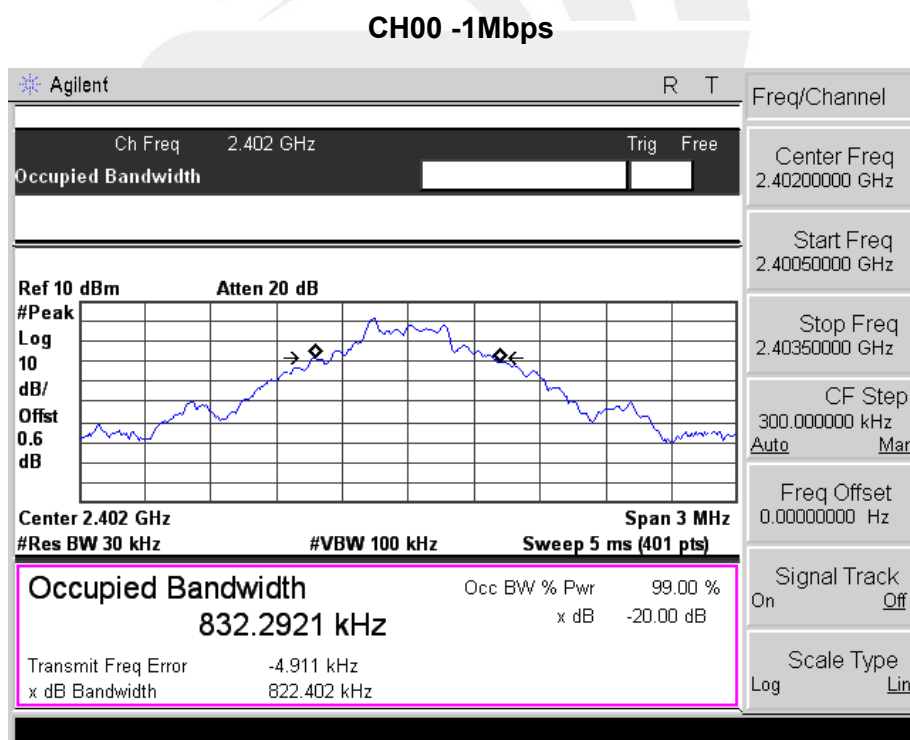 CH00 -1Mbps
Agilent R T
Ch Freq 2.402 GHz Trig Free
Occupied Bandwidth
Ref 10 dBm Atten 20 dB
#Peak
Log
10
dB/
Offst
0.6
dB
Center 2.402 GHz Span 3 MHz
#Res BW 30 kHz #VBW 100 kHz Sweep 5 ms (401 pts)
Occupied Bandwidth Occ BW % Pwr 99.00 %
832.2921 kHz x dB -20.00 dB
Transmit Freq Error -4.911 kHz
x dB Bandwidth 822.402 kHz
Freq/Channel
Center Freq
2.40200000 GHz
Start Freq
2.40050000 GHz
Stop Freq
2.40350000 GHz
CF Step
300.000000 kHz
Auto Mar
Freq Offset
0.00000000 Hz
Signal Track
On Off
Scale Type
Log Lin